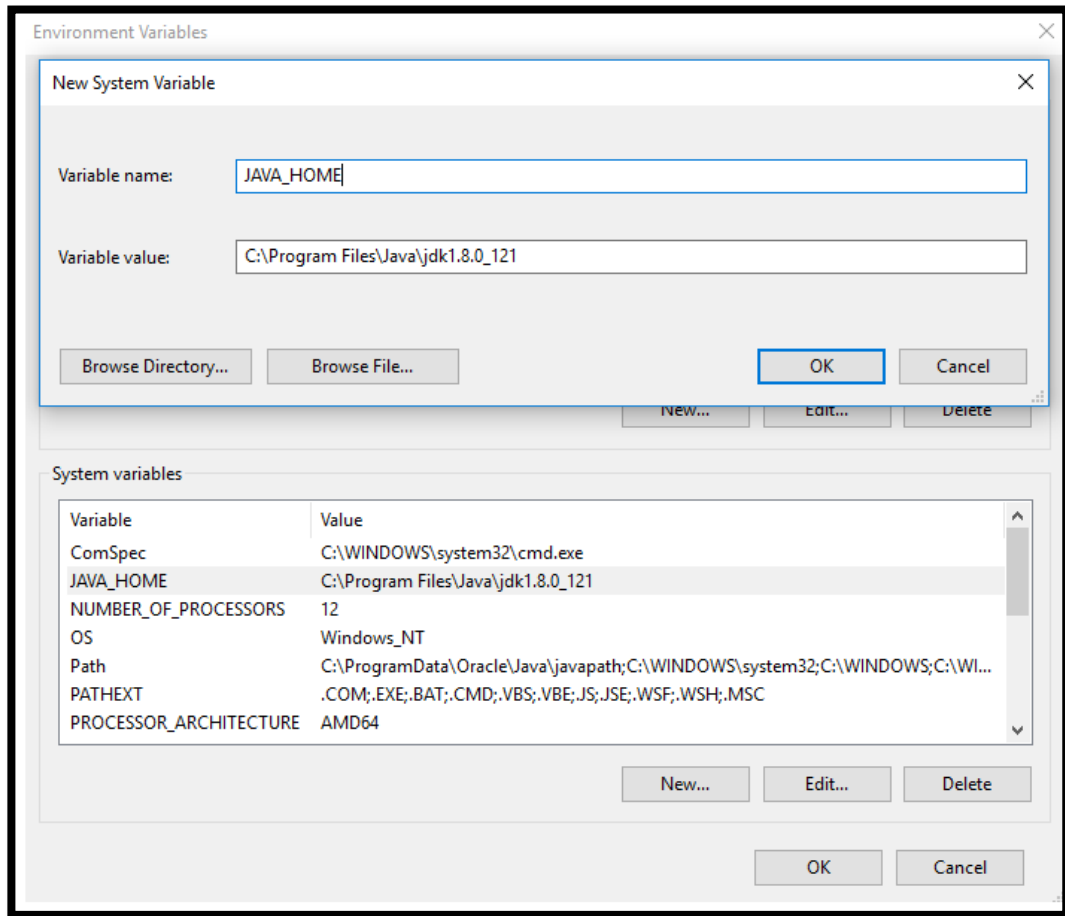 Environment Variables
New System Variable
Variable name: JAVA_HOME
Variable value: C:\Program Files\Java\jdk1.8.0_121
Browse Directory... Browse File... OK Cancel
New... Edit... Delete
System variables
Variable Value
ComSpec C:\WINDOWS\system32\cmd.exe
JAVA_HOME C:\Program Files\Java\jdk1.8.0_121
NUMBER_OF_PROCESSORS 12
OS Windows_NT
Path C:\ProgramData\Oracle\Java\javapath;C:\WINDOWS\system32;C:\WINDOWS;C:\WI...
PATHEXT .COM;.EXE;.BAT;.CMD;.VBS;.VBE;.JS;.JSE;.WSF;.WSH;.MSC
PROCESSOR_ARCHITECTURE AMD64
New... Edit... Delete
OK Cancel